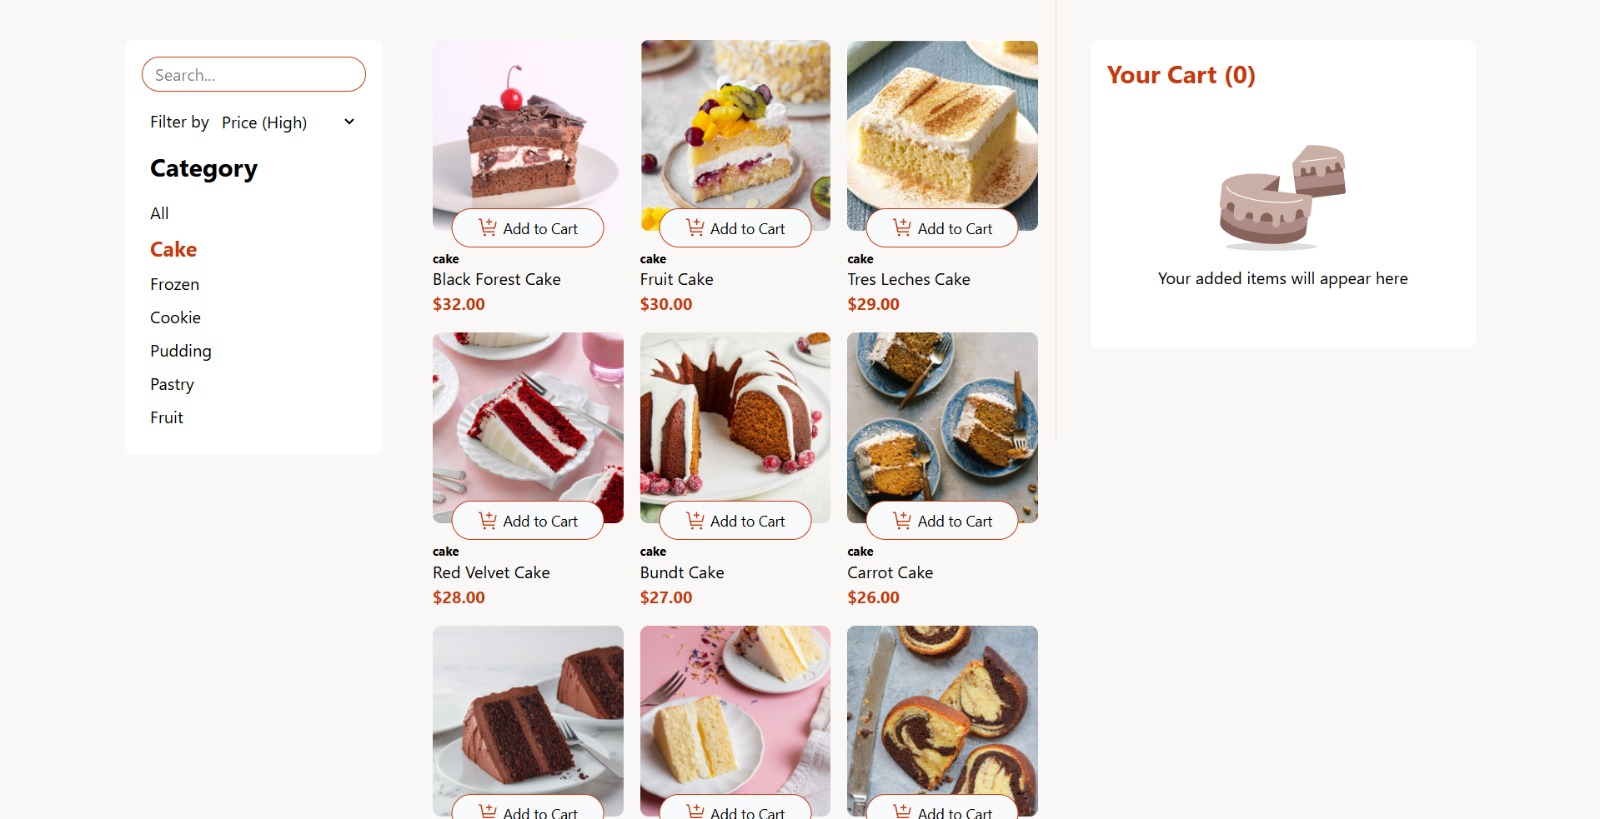 Search...
Filter by Price (High)
Category
All
Cake
Frozen
Cookie
Pudding
Pastry
Fruit
Add to Cart
Add to Cart
Add to Cart
cake
cake
cake
Black Forest Cake
Fruit Cake
Tres Leches Cake
$32.00
$30.00
$29.00
Add to Cart
Add to Cart
Add to Cart
cake
cake
cake
Red Velvet Cake
Bundt Cake
Carrot Cake
$28.00
$27.00
$26.00
Add to Cart
Add to Cart
Add to Cart
Your Cart (0)
Your added items will appear here